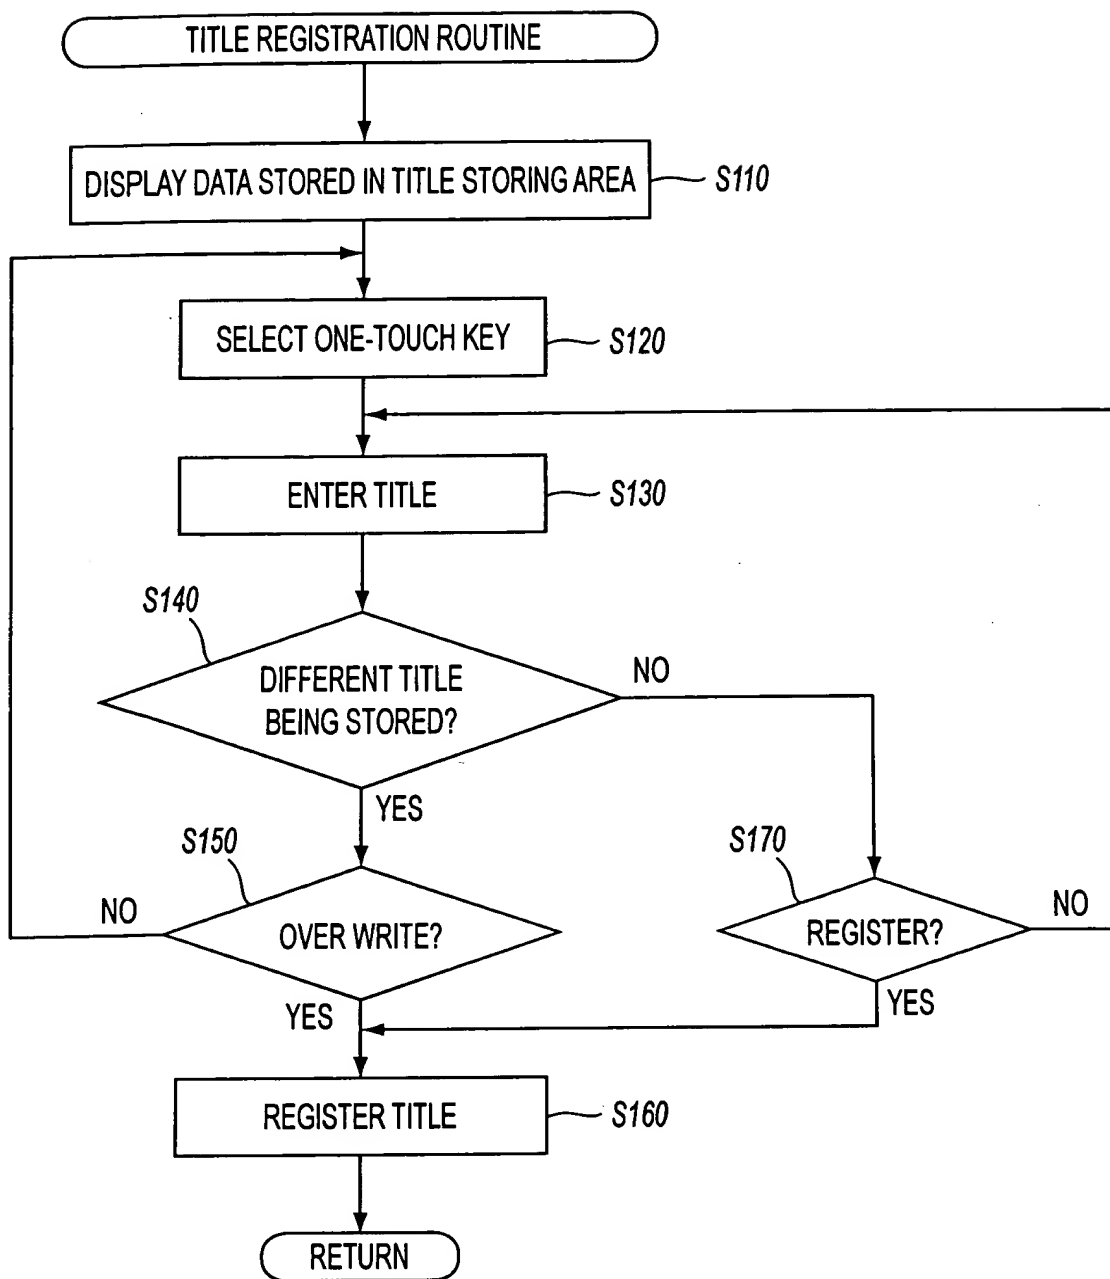 TITLE REGISTRATION ROUTINE
DISPLAY DATA STORED IN TITLE STORING AREA
S110
SELECT ONE-TOUCH KEY
S120
ENTER TITLE
S130
S140
DIFFERENT TITLE
BEING STORED?
NO
YES
S150
S170
NO
OVER WRITE?
REGISTER?
NO
YES
YES
REGISTER TITLE
S160
RETURN